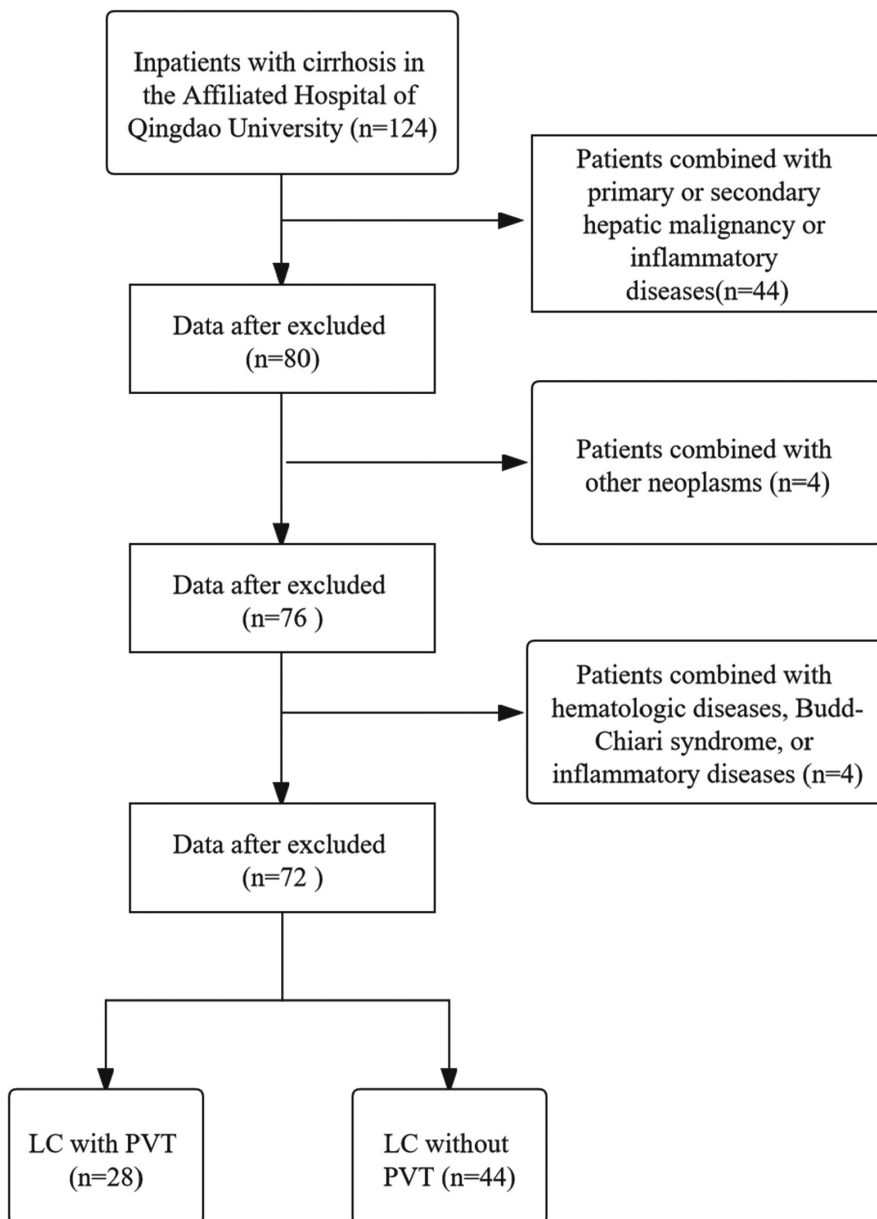 Inpatients with cirrhosis in
the Affiliated Hospital of
Qingdao University (n=124)
Patients combined with
primary or secondary
hepatic malignancy or
inflammatory
diseases(n=44)
Data after excluded
(n=80)
Patients combined with
other neoplasms (n=4)
Data after excluded
(n=76 )
Patients combined with
hematologic diseases, Budd-
Chiari syndrome, or
inflammatory diseases (n=4)
Data after excluded
(n=72 )
LC with PVT
(n=28)
LC without
PVT (n=44)